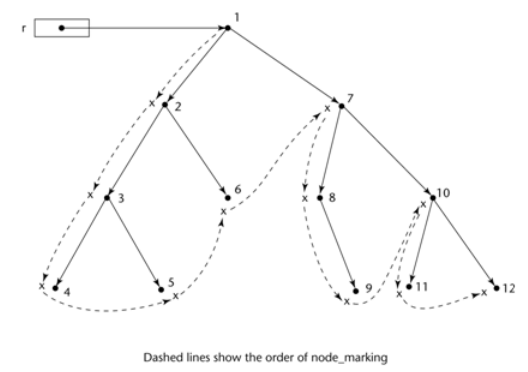 r
1
x 2
x 7
x 3
6
x
x 8
10
x
x 4
5
x
9
x
x 11
x 12
Dashed lines show the order of node_marking